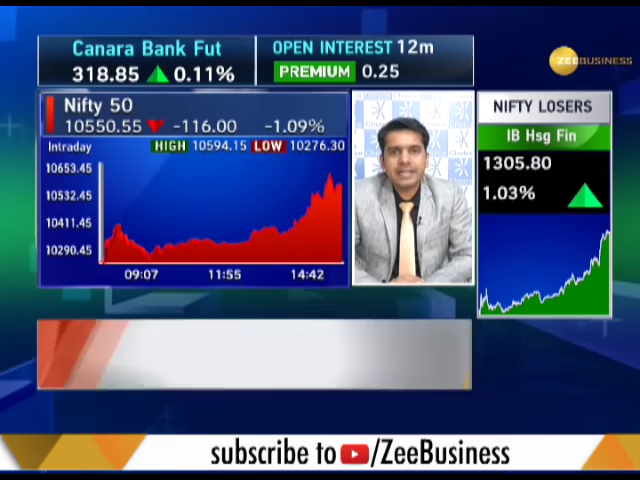 Canara Bank Fut
318.85 0.11%
OPEN INTEREST 12m
PREMIUM 0.25
ZEEBUSINESS
Nifty 50
10550.55 -116.00 -1.09%
Intraday HIGH 10594.15 LOW 10276.30
10653.45
10532.45
10411.45
10290.45
09:07 11:55 14:42
NIFTY LOSERS
IB Hsg Fin
1305.80
1.03%
subscribe to /ZeeBusiness